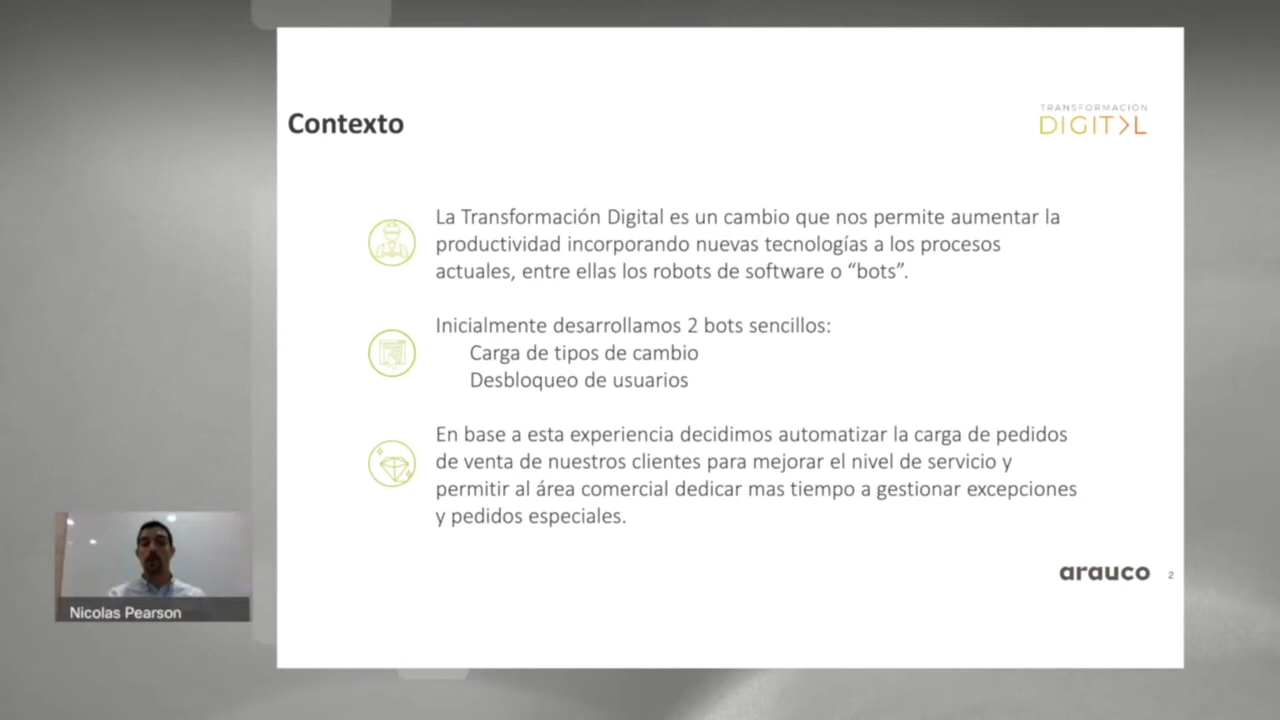 Contexto
TRANSFORMACION
DIGITAL
La Transformación Digital es un cambio que nos permite aumentar la
productividad incorporando nuevas tecnologías a los procesos
actuales, entre ellas los robots de software o “bots”.
Inicialmente desarrollamos 2 bots sencillos:
Carga de tipos de cambio
Desbloqueo de usuarios
En base a esta experiencia decidimos automatizar la carga de pedidos
de venta de nuestros clientes para mejorar el nivel de servicio y
permitir al área comercial dedicar mas tiempo a gestionar excepciones
y pedidos especiales.
arauco
2
Nicolas Pearson